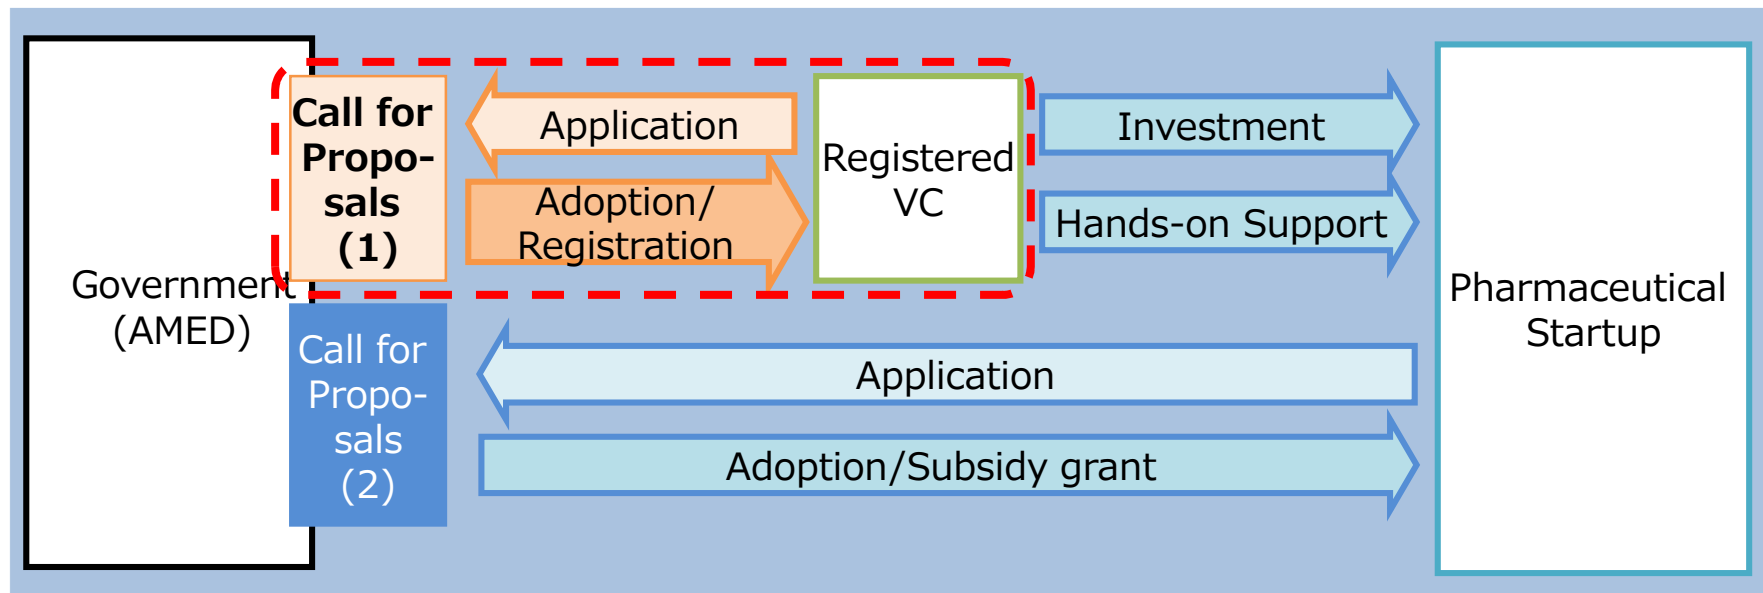 Government
(AMED)
Call for
Propo-
sals
(1)
Application
Adoption/
Registration
Registered
VC
Investment
Hands-on Support
Call for
Propo-
sals
(2)
Application
Adoption/Subsidy grant
Pharmaceutical
Startup